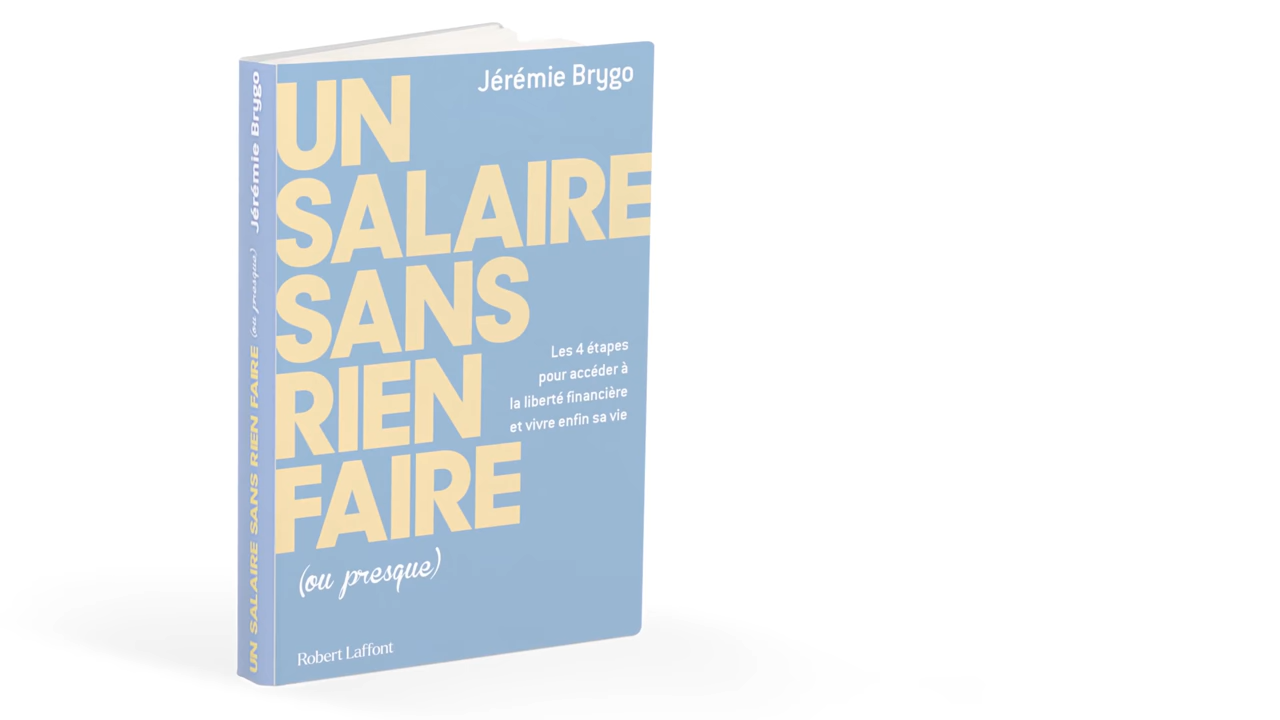 Jérémie Brygo
UN
SALAIRE
SANS
RIEN
FAIRE
(ou presque)
Les 4 étapes
pour accéder à
la liberté financière
et vivre enfin sa vie
Robert Laffont
UN SALAIRE SANS RIEN FAIRE (ou presque) Jérémie Brygo